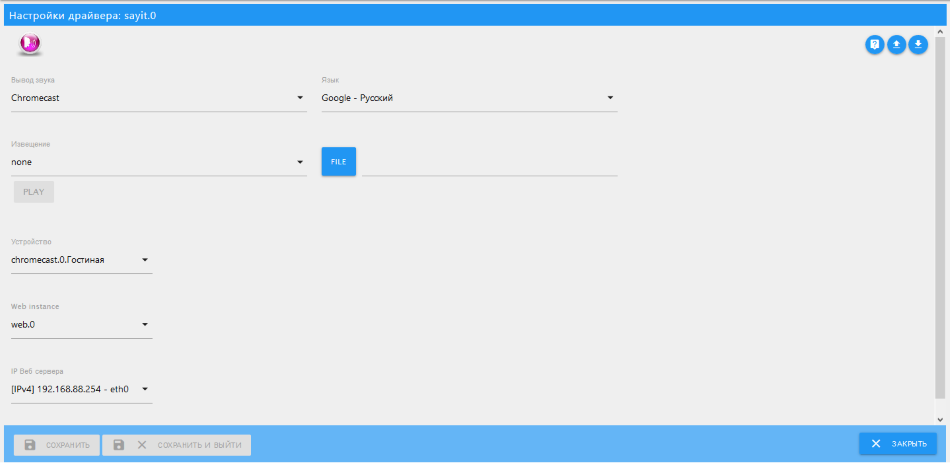 Настройки драйвера: sayit.0
Вывод звука
Язык
Chromecast
Google - Русский
Извещение
none
FILE
PLAY
Устройство
chromecast.0.Гостиная
Web instance
web.0
IP Веб сервера
[IPv4] 192.168.88.254 - eth0
СОХРАНИТЬ
СОХРАНИТЬ И ВЫЙТИ
ЗАКРЫТЬ